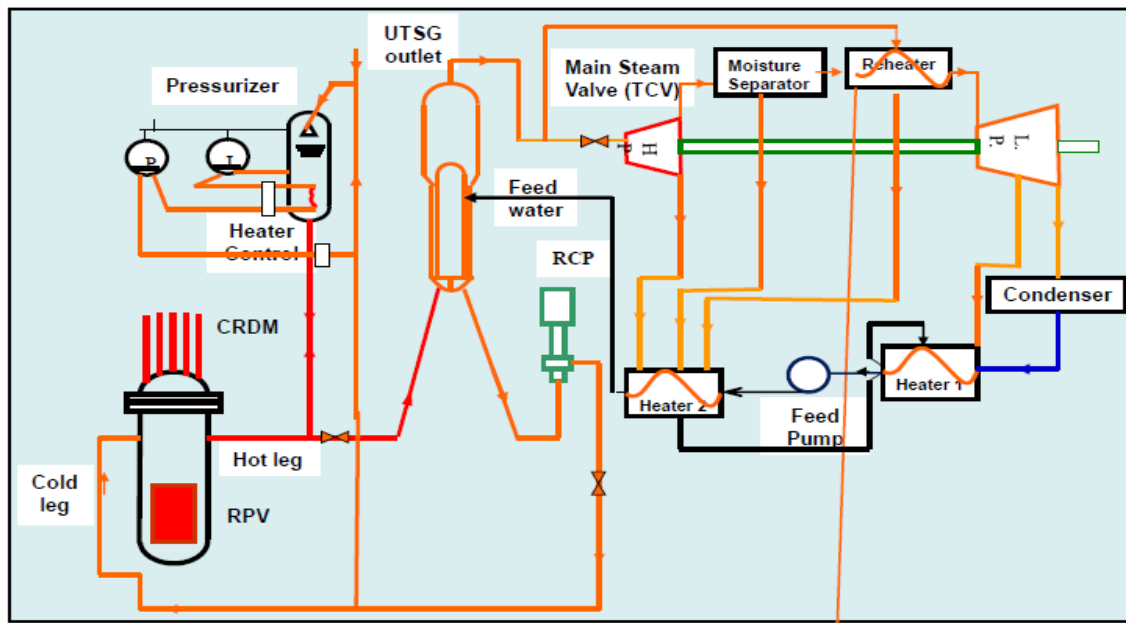 UTSG
outlet
Pressurizer
Main Steam
Valve (TCV)
Moisture
Separator
Reheater
H
P
L.
P.
P
L
Feed
water
Heater
Control
RCP
Condenser
CRDM
Heater 2
Heater 1
Feed
Pump
Hot leg
Cold
leg
RPV